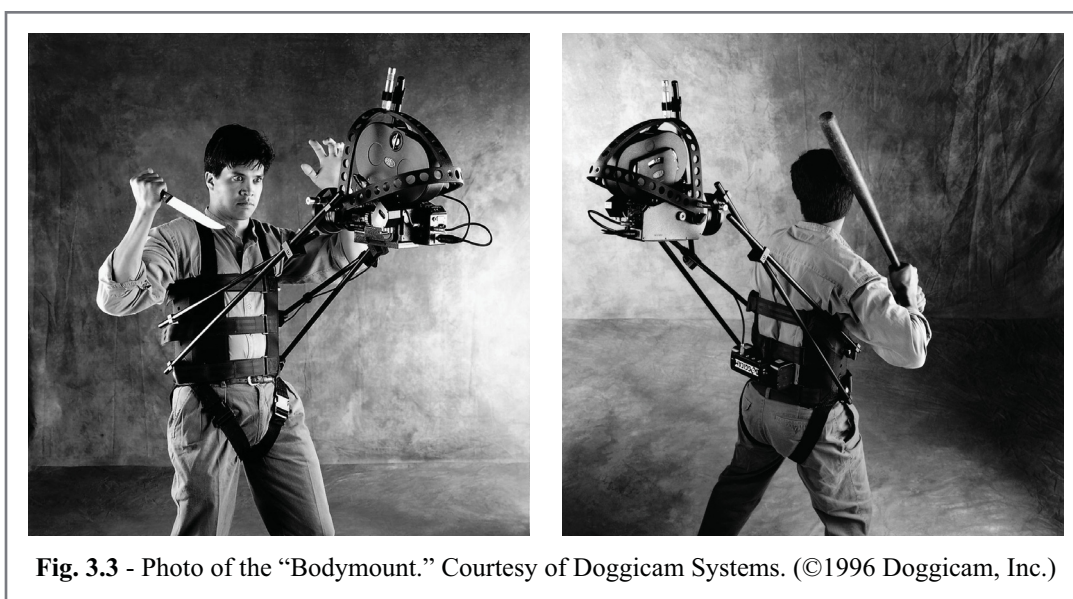 Fig. 3.3 - Photo of the “Bodymount.” Courtesy of Doggicam Systems. (©1996 Doggicam, Inc.)